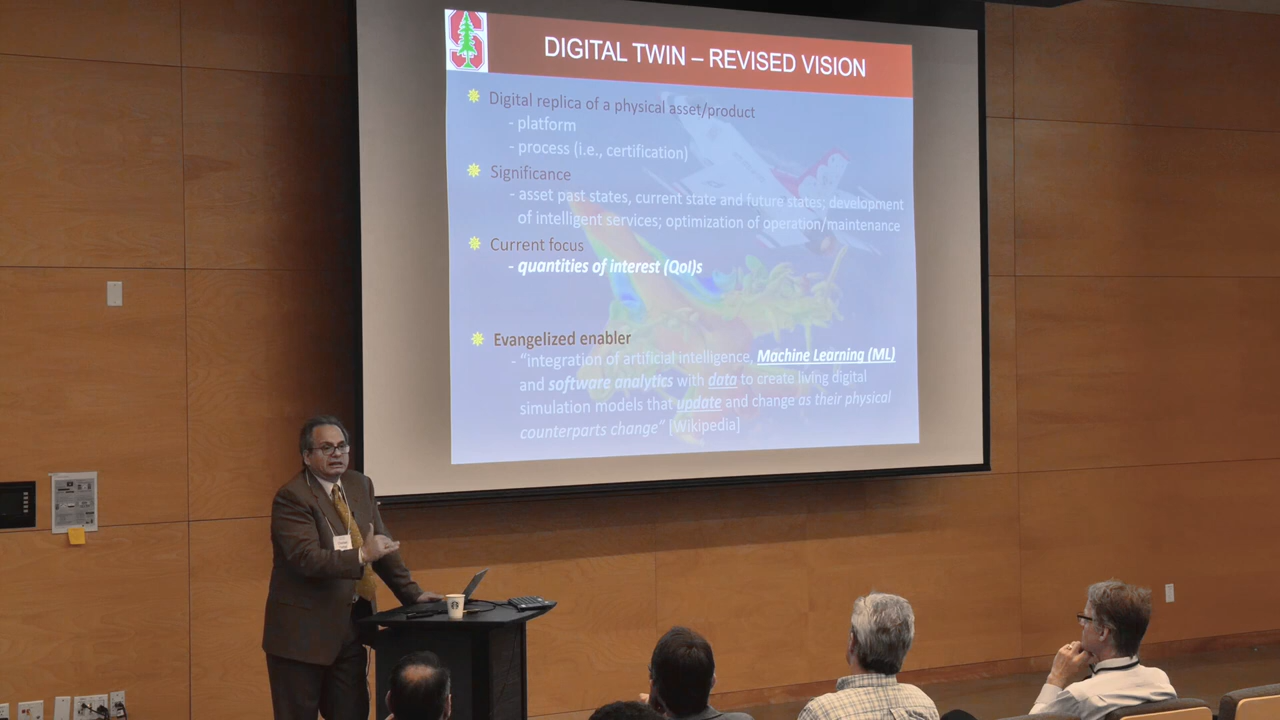 DIGITAL TWIN – REVISED VISION
Digital replica of a physical asset/product
- platform
- process (i.e., certification)
Significance
- asset past states, current state and future states; development
of intelligent services; optimization of operation/maintenance
Current focus
- quantities of interest (QoI)s
Evangelized enabler
- “integration of artificial intelligence, Machine Learning (ML)
and software analytics with data to create living digital
simulation models that update and change as their physical
counterparts change” [Wikipedia]